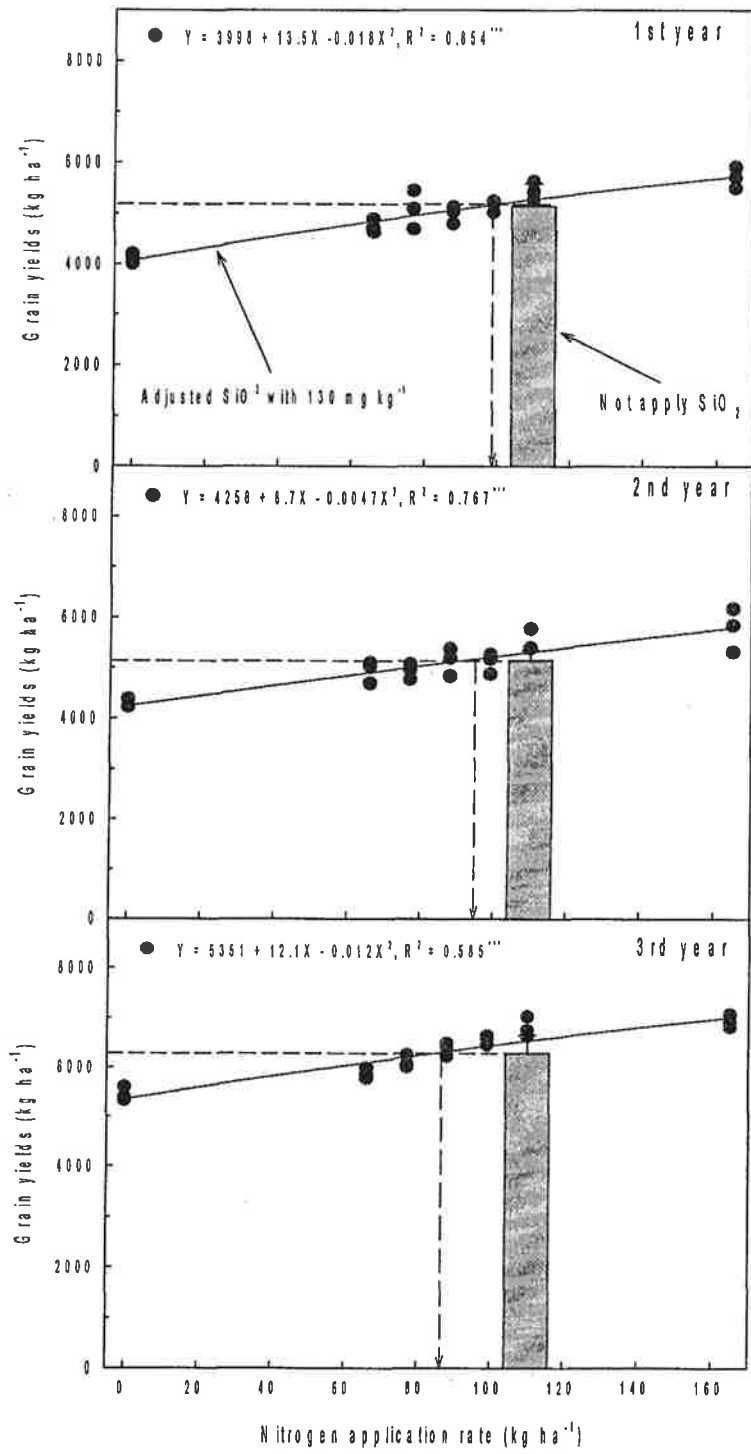 Y = 3998 + 13.5X -0.018X², R² = 0.854***
1st year
8000
6000
4000
2000
0
Grain yields (kg ha⁻¹)
Adjusted SiO² with 130 mg kg⁻¹
Not apply SiO₂
Y = 4258 + 8.7X - 0.0047X², R² = 0.767***
2nd year
8000
6000
4000
2000
0
Grain yields (kg ha⁻¹)
Y = 5351 + 12.1X - 0.012X², R² = 0.585***
3rd year
8000
6000
4000
2000
0
Grain yields (kg ha⁻¹)
0 20 40 60 80 100 120 140 160
Nitrogen application rate (kg ha⁻¹)